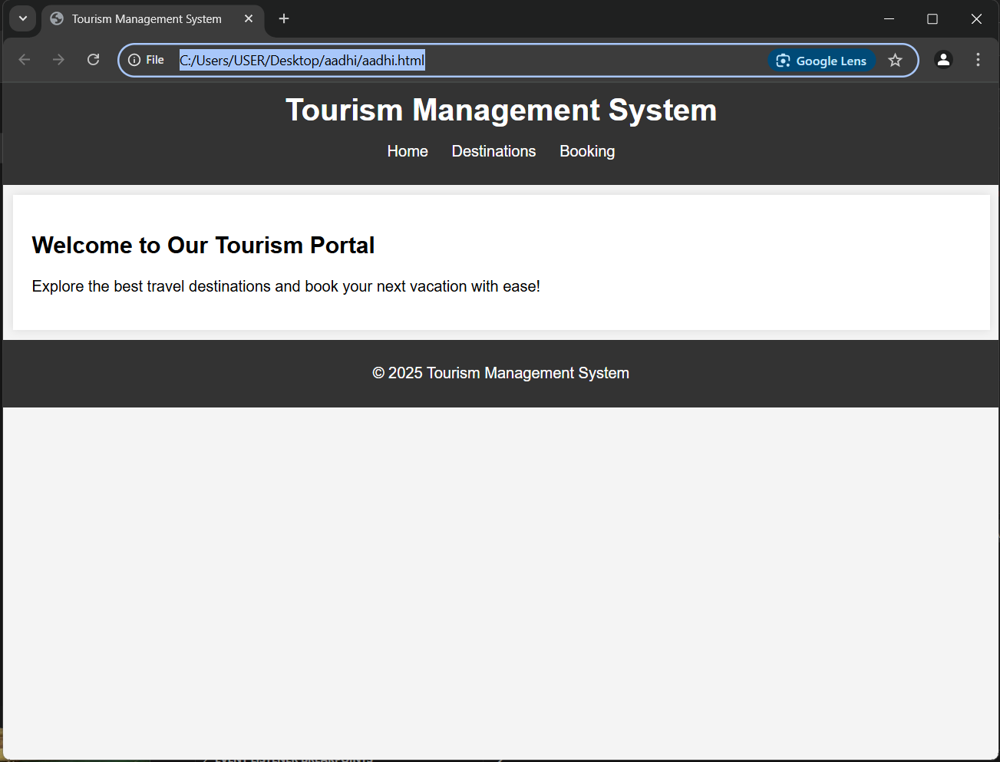 Tourism Management System
File C:/Users/USER/Desktop/aadhi/aadhi.html Google Lens
Tourism Management System
Home Destinations Booking
Welcome to Our Tourism Portal
Explore the best travel destinations and book your next vacation with ease!
© 2025 Tourism Management System